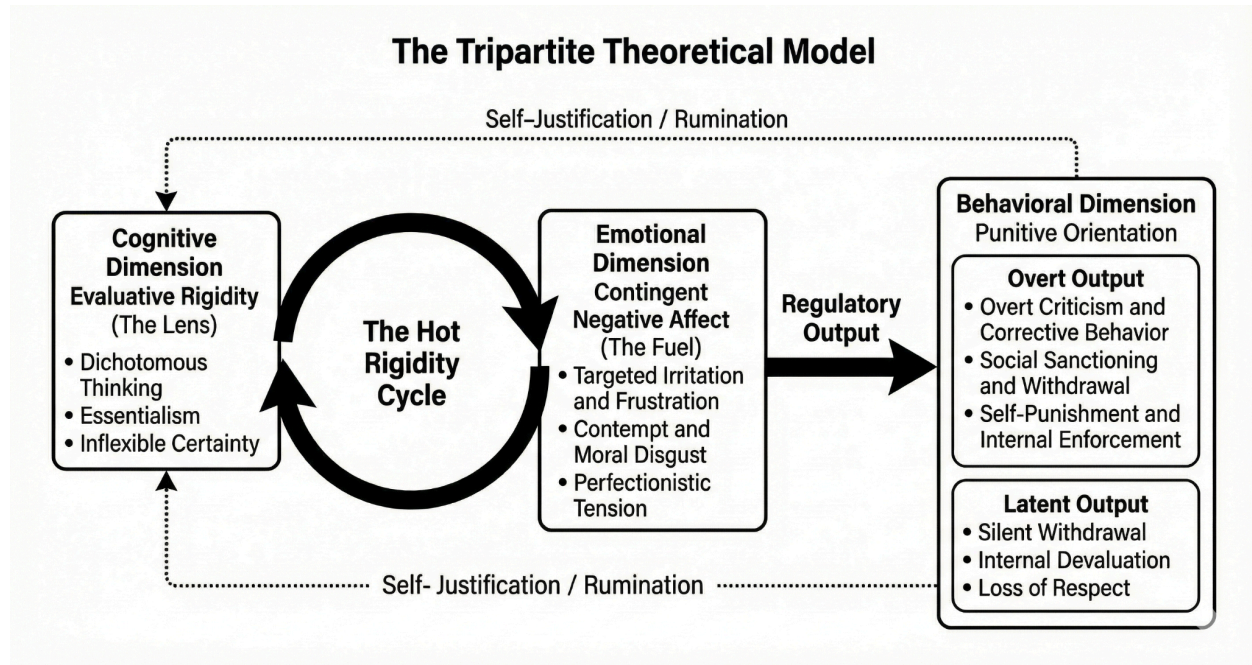 The Tripartite Theoretical Model
Self-Justification / Rumination
Cognitive
Dimension
Evaluative Rigidity
(The Lens)
• Dichotomous
Thinking
• Essentialism
• Inflexible Certainty
The Hot
Rigidity
Cycle
Emotional
Dimension
Contingent
Negative Affect
(The Fuel)
• Targeted Irritation
and Frustration
• Contempt and
Moral Disgust
• Perfectionistic
Tension
Regulatory
Output
Behavioral Dimension
Punitive Orientation
Overt Output
• Overt Criticism and
Corrective Behavior
• Social Sanctioning
and Withdrawal
• Self-Punishment and
Internal Enforcement
Latent Output
• Silent Withdrawal
• Internal Devaluation
• Loss of Respect
Self- Justification / Rumination